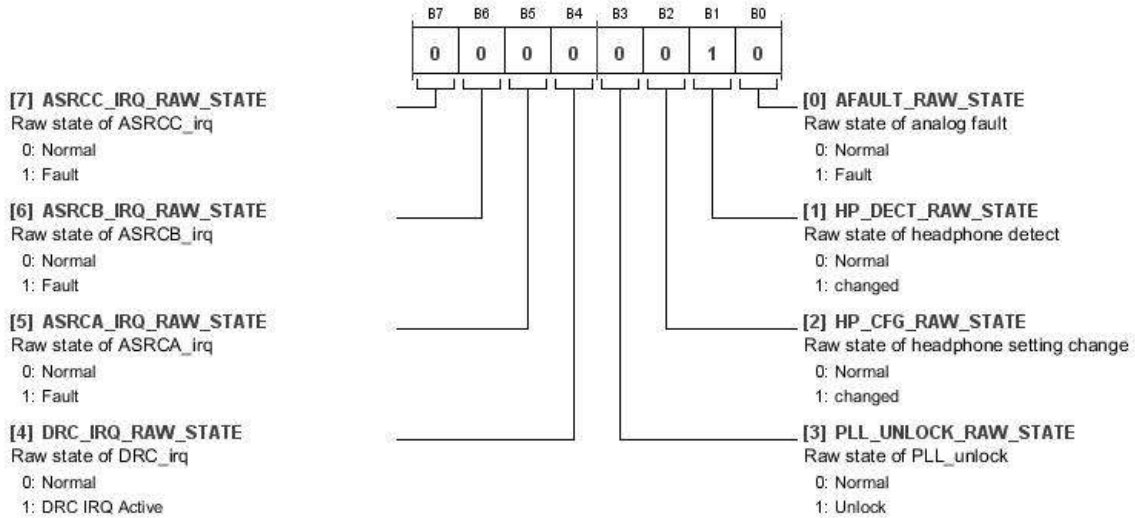 B7 B6 B5 B4 B3 B2 B1 B0
0 0 0 0 0 0 1 0
[7] ASRCC_IRQ_RAW_STATE
Raw state of ASRCC_irq
0: Normal
1: Fault
[6] ASRCB_IRQ_RAW_STATE
Raw state of ASRCB_irq
0: Normal
1: Fault
[5] ASRCA_IRQ_RAW_STATE
Raw state of ASRCA_irq
0: Normal
1: Fault
[4] DRC_IRQ_RAW_STATE
Raw state of DRC_irq
0: Normal
1: DRC IRQ Active
[0] AFAULT_RAW_STATE
Raw state of analog fault
0: Normal
1: Fault
[1] HP_DECT_RAW_STATE
Raw state of headphone detect
0: Normal
1: changed
[2] HP_CFG_RAW_STATE
Raw state of headphone setting change
0: Normal
1: changed
[3] PLL_UNLOCK_RAW_STATE
Raw state of PLL_unlock
0: Normal
1: Unlock